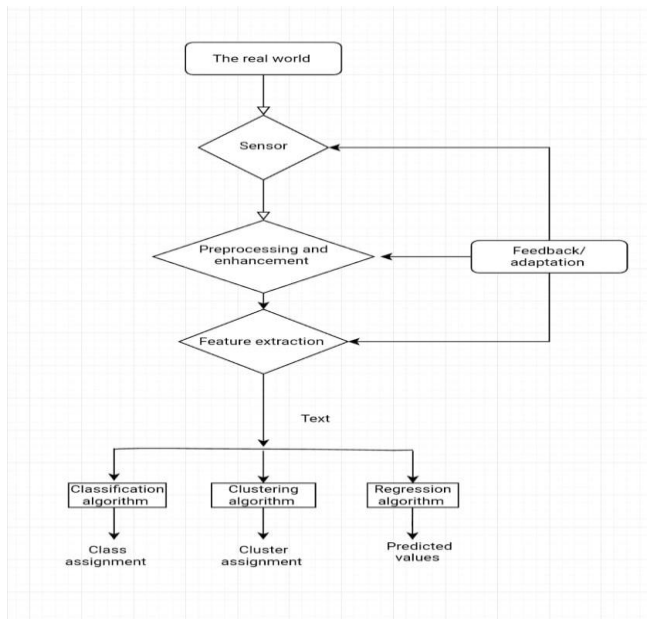 The real world
Sensor
Preprocessing and
enhancement
Feedback/
adaptation
Feature extraction
Text
Classification
algorithm
Clustering
algorithm
Regression
algorithm
Class
assignment
Cluster
assignment
Predicted
values